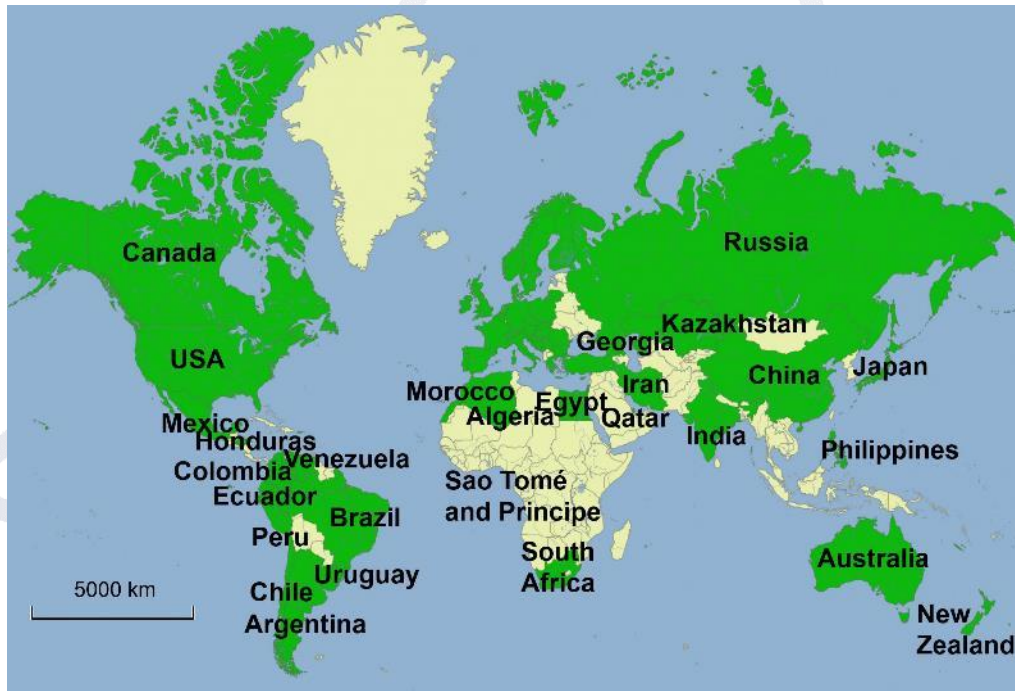 Canada
Russia
USA
Georgia
Kazakhstan
Japan
China
Iran
Morocco
Algeria
Egypt
Qatar
India
Mexico
Honduras
Colombia
Venezuela
Ecuador
Philippines
Brazil
Peru
Sao Tomé
and Principe
South
Africa
Uruguay
Chile
Argentina
Australia
New
Zealand
5000 km